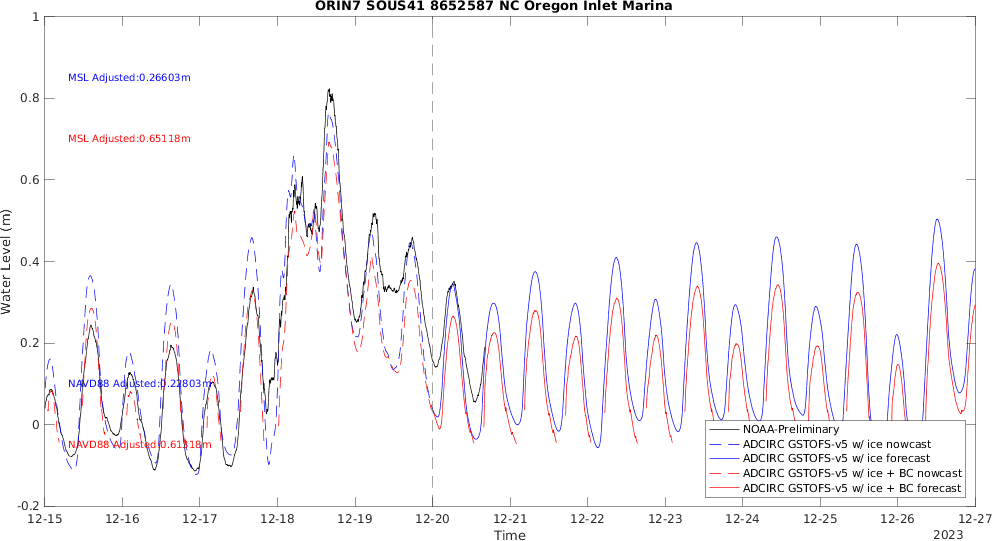 ORIN7 SOUS41 8652587 NC Oregon Inlet Marina
1
0.8
0.6
0.4
0.2
0
-0.2
Water Level (m)
MSL Adjusted:0.26603m
MSL Adjusted:0.65118m
NAVD88 Adjusted:0.22803m
NAVD88 Adjusted:0.61318m
NOAA-Preliminary
ADCIRC GSTOFS-v5 w/ ice nowcast
ADCIRC GSTOFS-v5 w/ ice forecast
ADCIRC GSTOFS-v5 w/ ice + BC nowcast
ADCIRC GSTOFS-v5 w/ ice + BC forecast
12-15 12-16 12-17 12-18 12-19 12-20 12-21 12-22 12-23 12-24 12-25 12-26 12-27
Time
2023